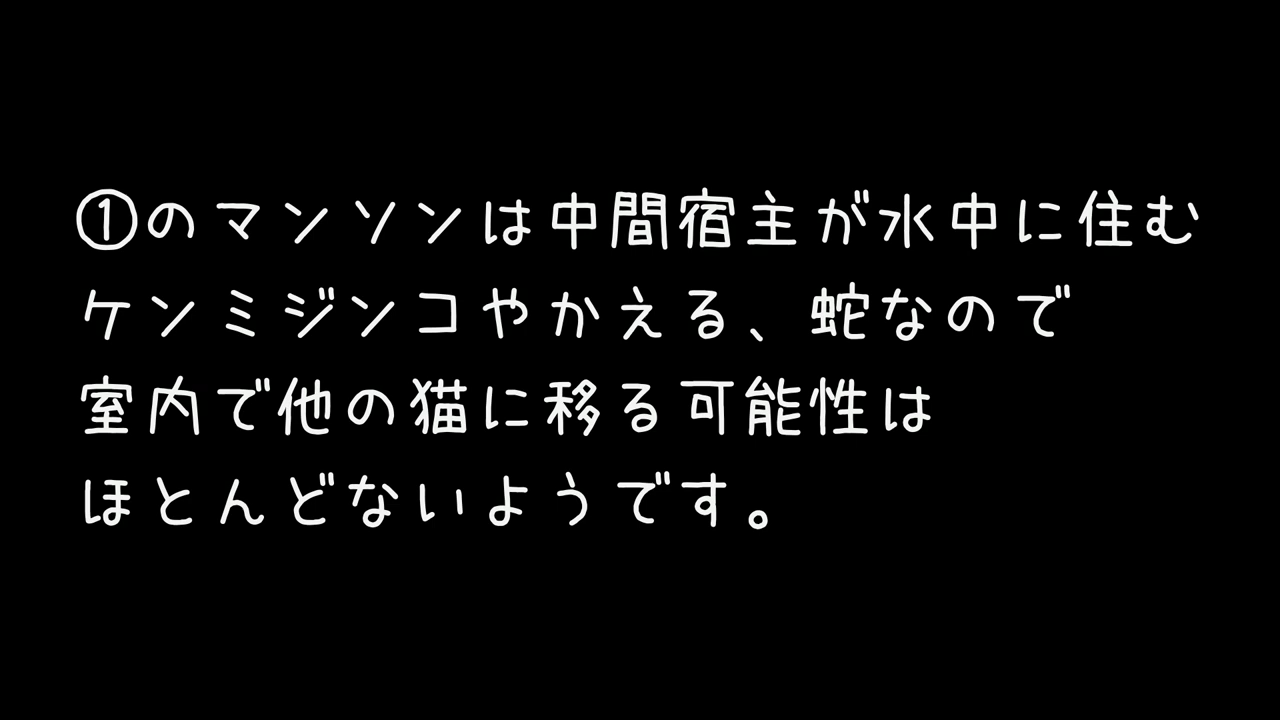 ①のマンソンは中間宿主が水中に住む
ケンミジンコやかえる、蛇なので
室内で他の猫に移る可能性は
ほとんどないようです。